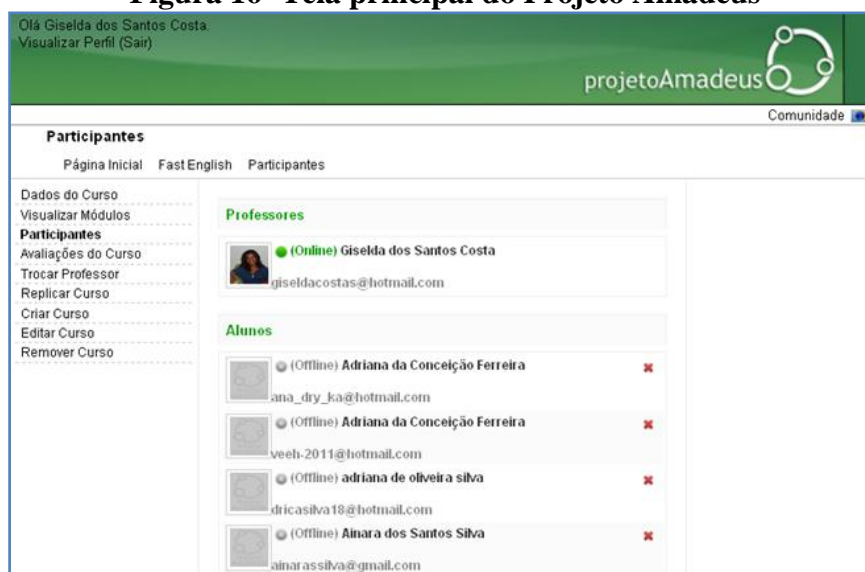 Figura 16- Tela principal do Projeto Amadeus
Olá Giselda dos Santos Costa.
Visualizar Perfil (Sair)
projetoAmadeus
Comunidade
Participantes
Página Inicial Fast English Participantes
Dados do Curso
Visualizar Módulos
Participantes
Avaliações do Curso
Trocar Professor
Replicar Curso
Criar Curso
Editar Curso
Remover Curso
Professores
(Online) Giselda dos Santos Costa
giseldacostas@hotmail.com
Alunos
(Offline) Adriana da Conceição Ferreira
ana_dry_ka@hotmail.com
(Offline) Adriana da Conceição Ferreira
veeh-2011@hotmail.com
(Offline) adriana de oliveira silva
dricasilva18@hotmail.com
(Offline) Ainara dos Santos Silva
ainarassilva@gmail.com